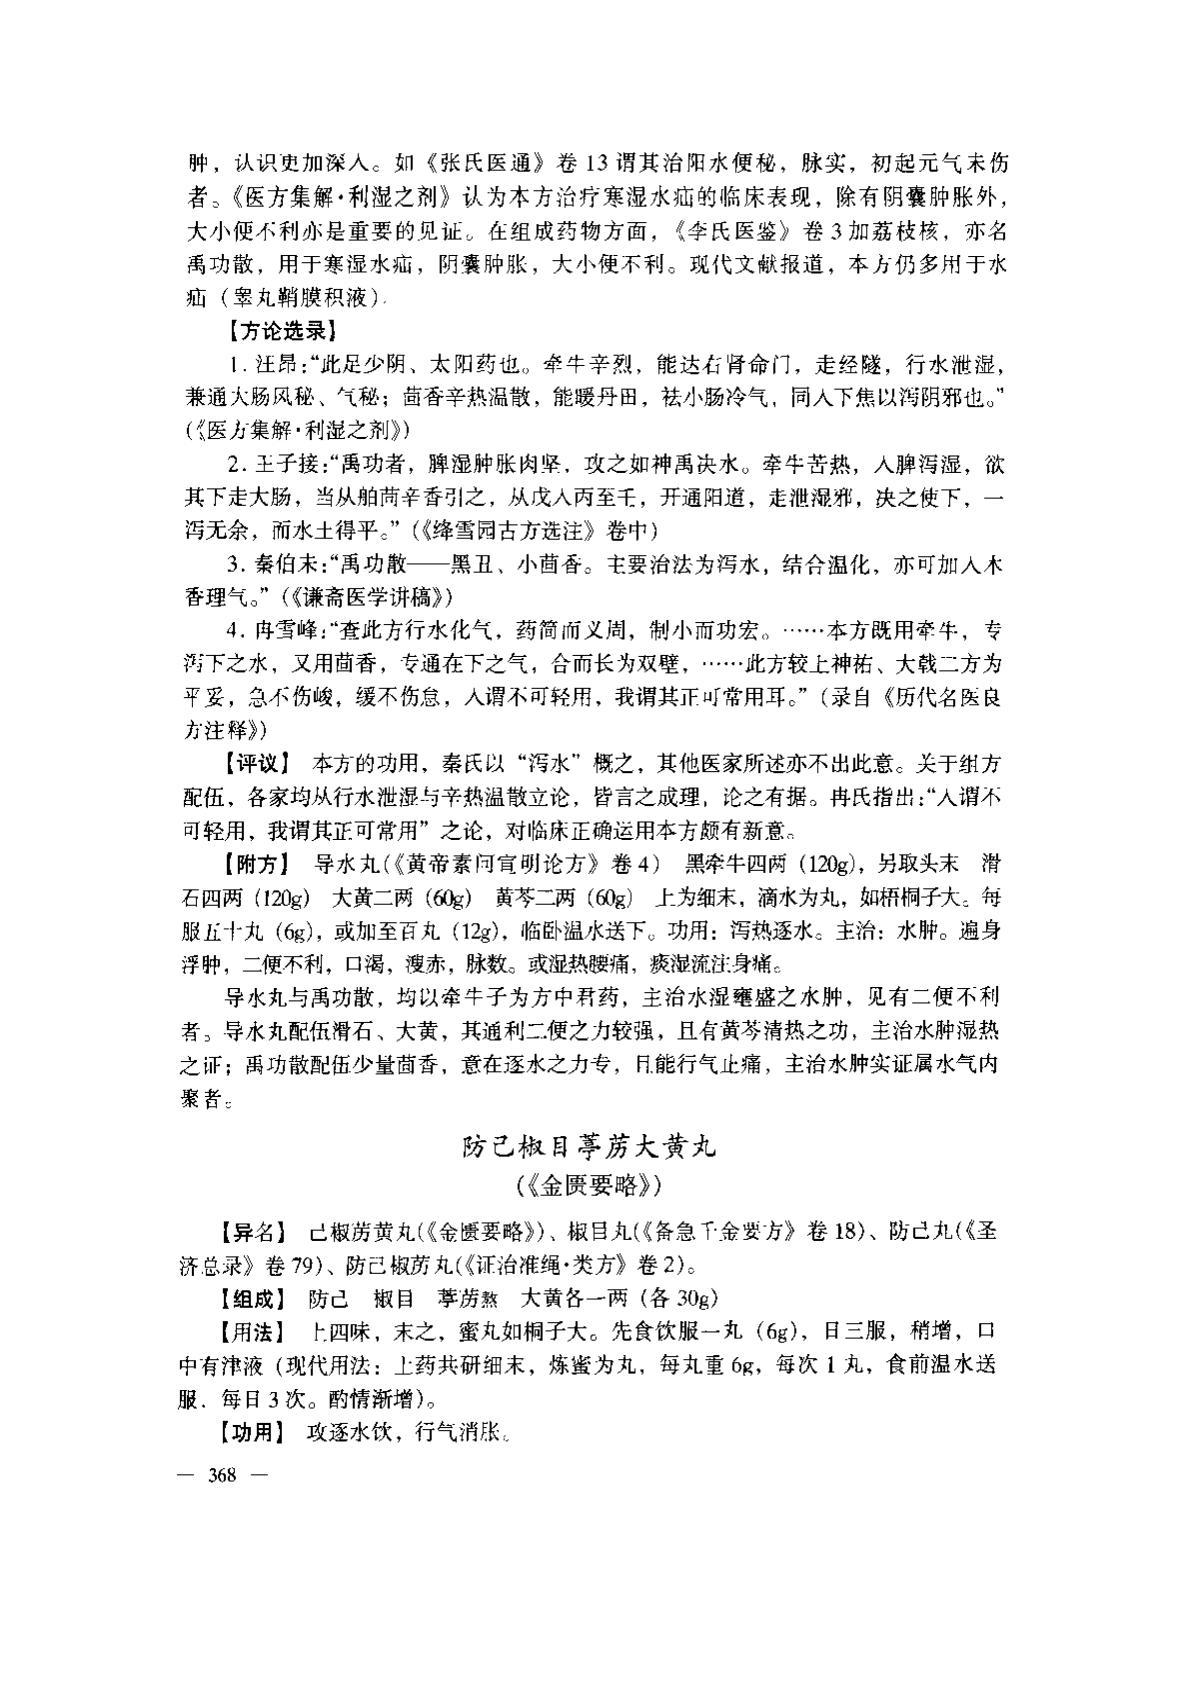 肿，认识更加深入。如《张氏医通》卷 13 谓其治阳水便秘，脉实，初起元气未伤
者。《医方集解·利湿之剂》认为本方治疗寒湿水疝的临床表现，除有阴囊肿胀外，
大小便不利亦是重要的见证。在组成药物方面，《李氏医鉴》卷 3 加荔枝核，亦名
禹功散，用于寒湿水疝，阴囊肿胀，大小便不利。现代文献报道，本方仍多用于水
疝（睾丸鞘膜积液）.
【方论选录】
1. 汪昂：“此足少阴、太阳药也。牵牛辛烈，能达右肾命门，走经隧，行水泄湿，
兼通大肠风秘、气秘；茴香辛热温散，能暖丹田，祛小肠冷气，同入下焦以泻阴邪也。”
(《医方集解·利湿之剂》)
2. 王子接：“禹功者，脾湿肿胀肉坚，攻之如神禹决水。牵牛苦热，入脾泻湿，欲
其下走大肠，当从舶茴辛香引之，从戊入丙至壬，开通阳道，走泄湿邪，决之使下，一
泻无余，而水土得平。”（《绛雪园古方选注》卷中）
3. 秦伯未：“禹功散——黑丑、小茴香。主要治法为泻水，结合温化，亦可加入木
香理气。”（《谦斋医学讲稿》）
4. 冉雪峰：“查此方行水化气，药简而义周，制小而功宏。……本方既用牵牛，专
泻下之水，又用茴香，专通在下之气，合而长为双壁，……此方较上神祐、大戟二方为
平妥，急不伤峻，缓不伤怠，人谓不可轻用，我谓其正可常用耳。”（录自《历代名医良
方注释》）
【评议】 本方的功用，秦氏以“泻水”概之，其他医家所述亦不出此意。关于组方
配伍，各家均从行水泄湿与辛热温散立论，皆言之成理，论之有据。冉氏指出：“人谓不
可轻用，我谓其正可常用”之论，对临床正确运用本方颇有新意。
【附方】 导水丸(《黄帝素问宣明论方》卷 4) 黑牵牛四两（120g），另取头末 滑
石四两（120g） 大黄二两（60g） 黄芩二两（60g） 上为细末，滴水为丸，如梧桐子大。每
服五十丸（6g），或加至百丸（12g），临卧温水送下。功用：泻热逐水。主治：水肿。遍身
浮肿，二便不利，口渴，溲赤，脉数。或湿热腰痛，痰湿流注身痛。
导水丸与禹功散，均以牵牛子为方中君药，主治水湿壅盛之水肿，见有二便不利
者。导水丸配伍滑石、大黄，其通利二便之力较强，且有黄芩清热之功，主治水肿湿热
之证；禹功散配伍少量茴香，意在逐水之力专，且能行气止痛，主治水肿实证属水气内
聚者。
防己椒目葶苈大黄丸
(《金匮要略》)
【异名】 己椒苈黄丸(《金匮要略》)、椒目丸(《备急千金要方》卷 18)、防己丸(《圣
济总录》卷 79)、防己椒苈丸(《证治准绳·类方》卷 2)。
【组成】 防己 椒目 葶苈熬 大黄各一两（各 30g）
【用法】 上四味，末之，蜜丸如桐子大。先食饮服一丸（6g），日三服，稍增，口
中有津液（现代用法：上药共研细末，炼蜜为丸，每丸重 6g，每次 1 丸，食前温水送
服．每日 3 次。酌情渐增）。
【功用】 攻逐水饮，行气消胀。
— 368 —